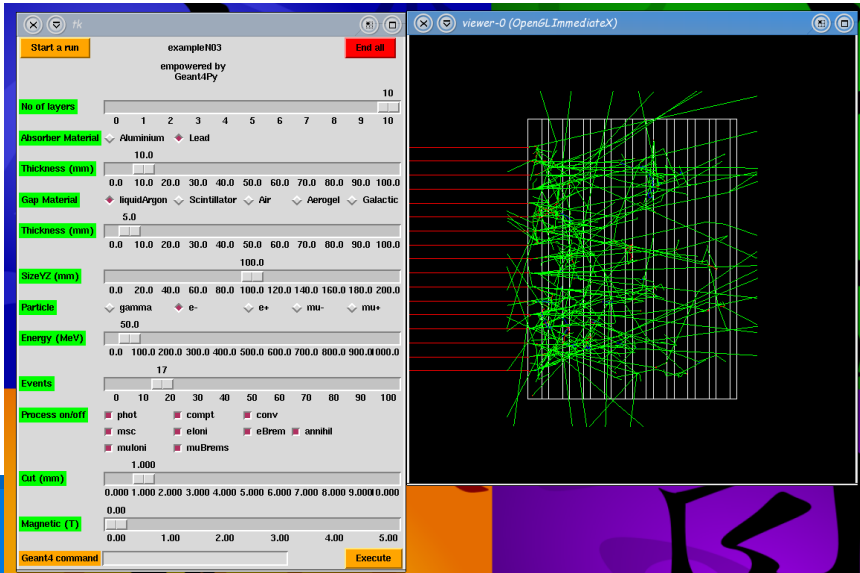 tk
viewer-0 (OpenGLImmediateX)
Start a run
exampleN03
End all
empowered by
Geant4Py
10
No of layers
0 1 2 3 4 5 6 7 8 9 10
Absorber Material Aluminium Lead
10.0
Thickness (mm)
0.0 10.0 20.0 30.0 40.0 50.0 60.0 70.0 80.0 90.0 100.0
Gap Material liquidArgon Scintillator Air Aerogel Galactic
5.0
Thickness (mm)
0.0 10.0 20.0 30.0 40.0 50.0 60.0 70.0 80.0 90.0 100.0
100.0
SizeYZ (mm)
0.0 20.0 40.0 60.0 80.0 100.0 120.0 140.0 160.0 180.0 200.0
Particle gamma e- e+ mu- mu+
50.0
Energy (MeV)
0.0 100.0 200.0 300.0 400.0 500.0 600.0 700.0 800.0 900.0 1000.0
17
Events
0 10 20 30 40 50 60 70 80 90 100
Process on/off phot compt conv
msc eIoni eBrem annihil
muIoni muBrems
1.000
Cut (mm)
0.000 1.000 2.000 3.000 4.000 5.000 6.000 7.000 8.000 9.000 10.000
0.00
Magnetic (T)
0.00 1.00 2.00 3.00 4.00 5.00
Geant4 command
Execute